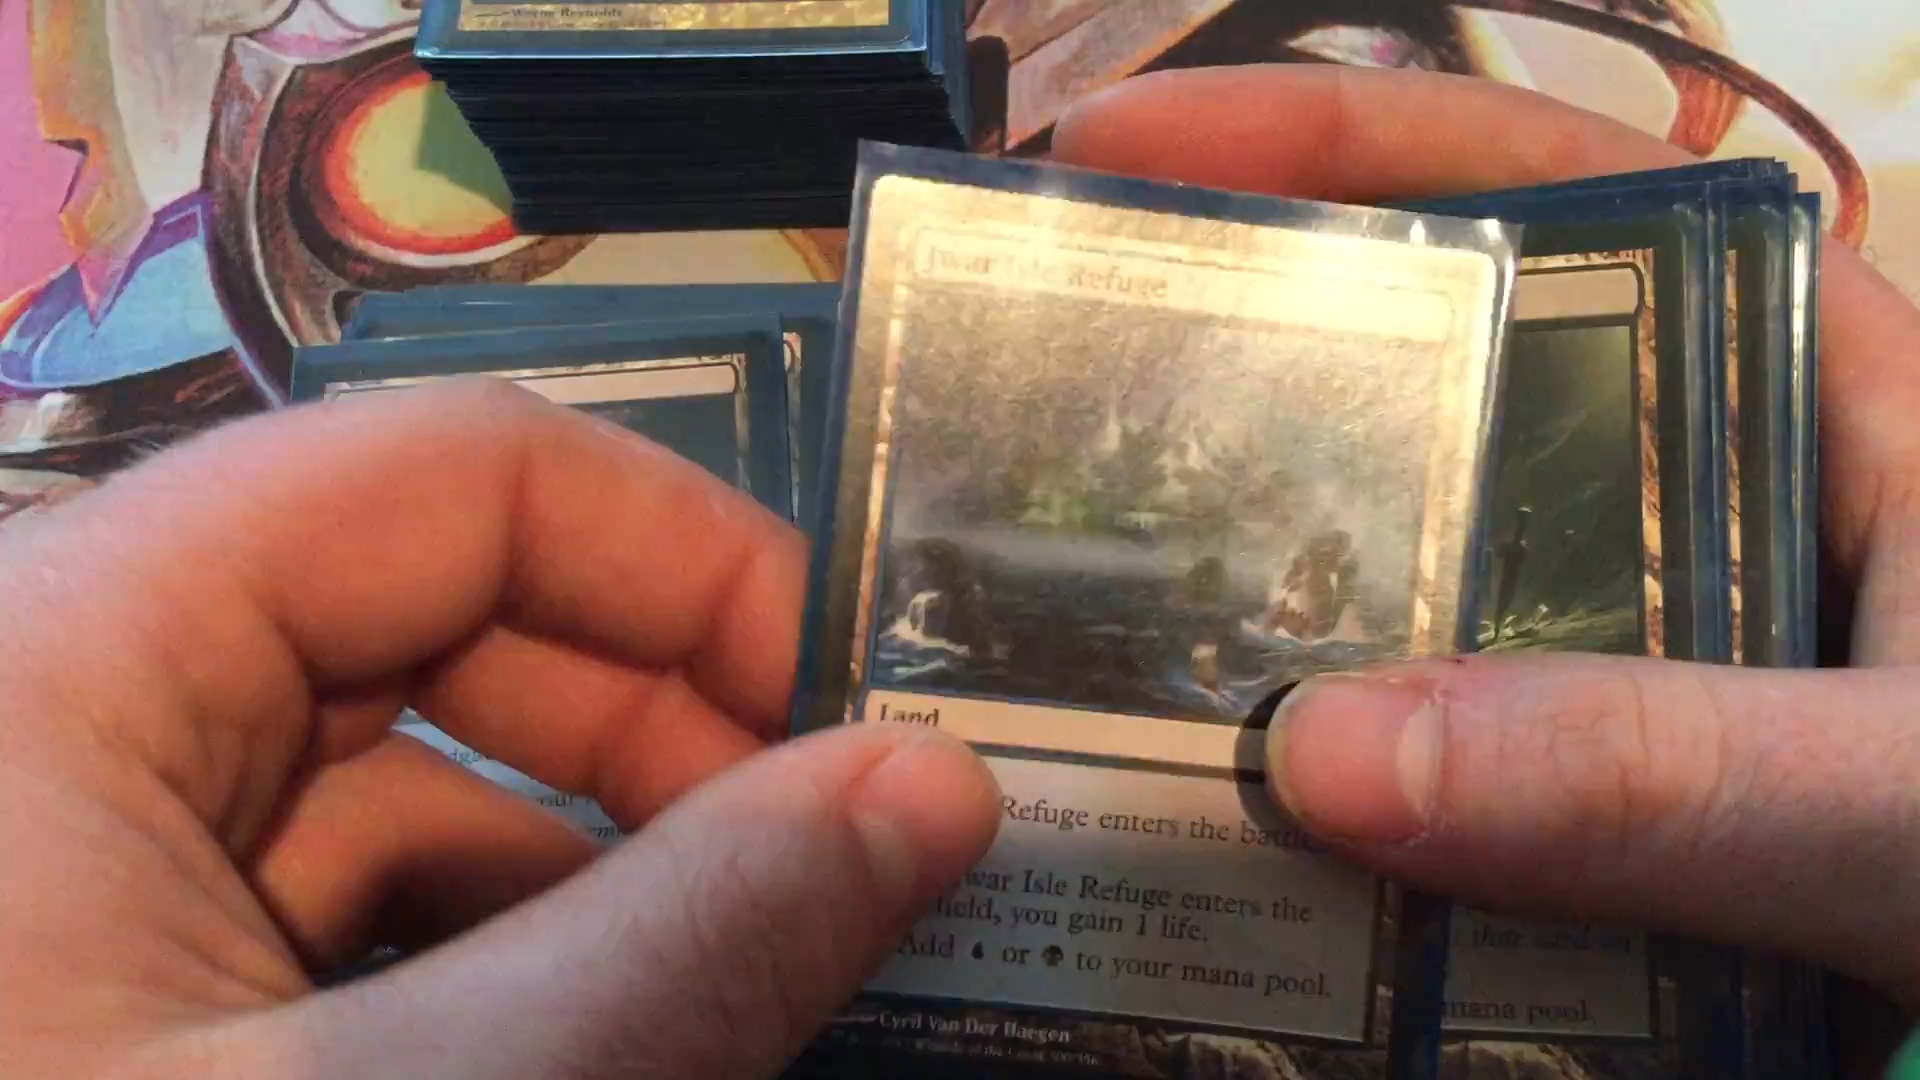 Wayne Reynolds
Jwar Isle Refuge
Land
Refuge enters the battle
Jwar Isle Refuge enters the
field, you gain 1 life.
Add or to your mana pool.
Cyril Van Der Haegen
mana pool.